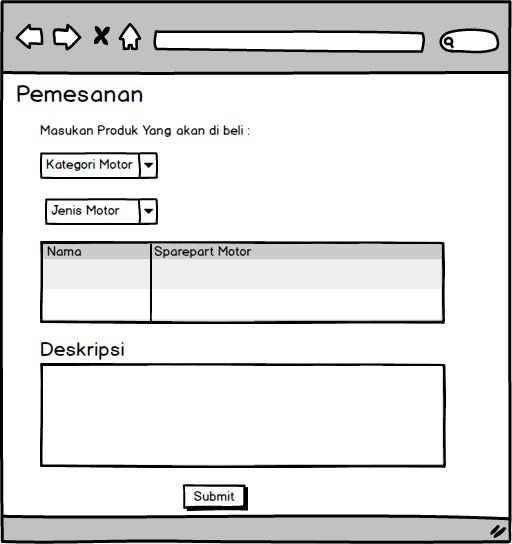 Pemesanan
Masukan Produk Yang akan di beli :
Kategori Motor
Jenis Motor
Nama Sparepart Motor
Deskripsi
Submit